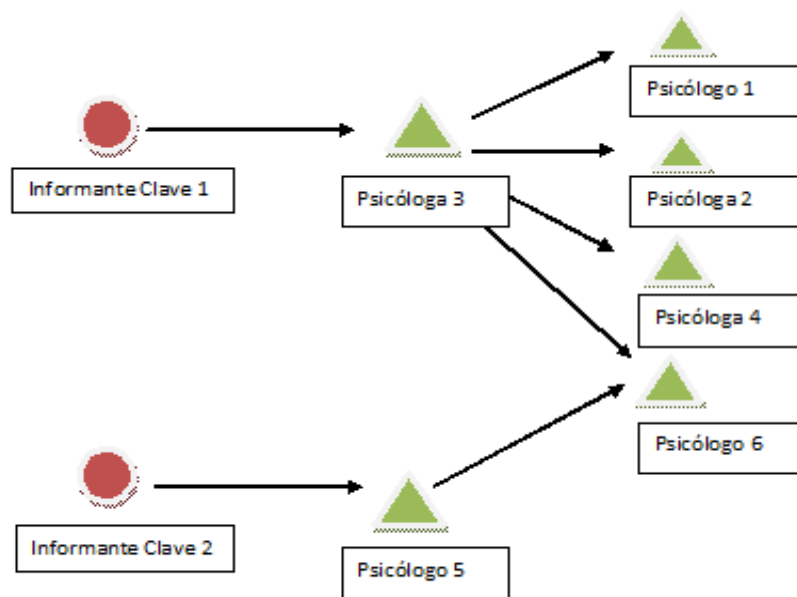 Psicólogo 1
Informante Clave 1
Psicóloga 3
Psicóloga 2
Psicóloga 4
Psicólogo 6
Informante Clave 2
Psicólogo 5